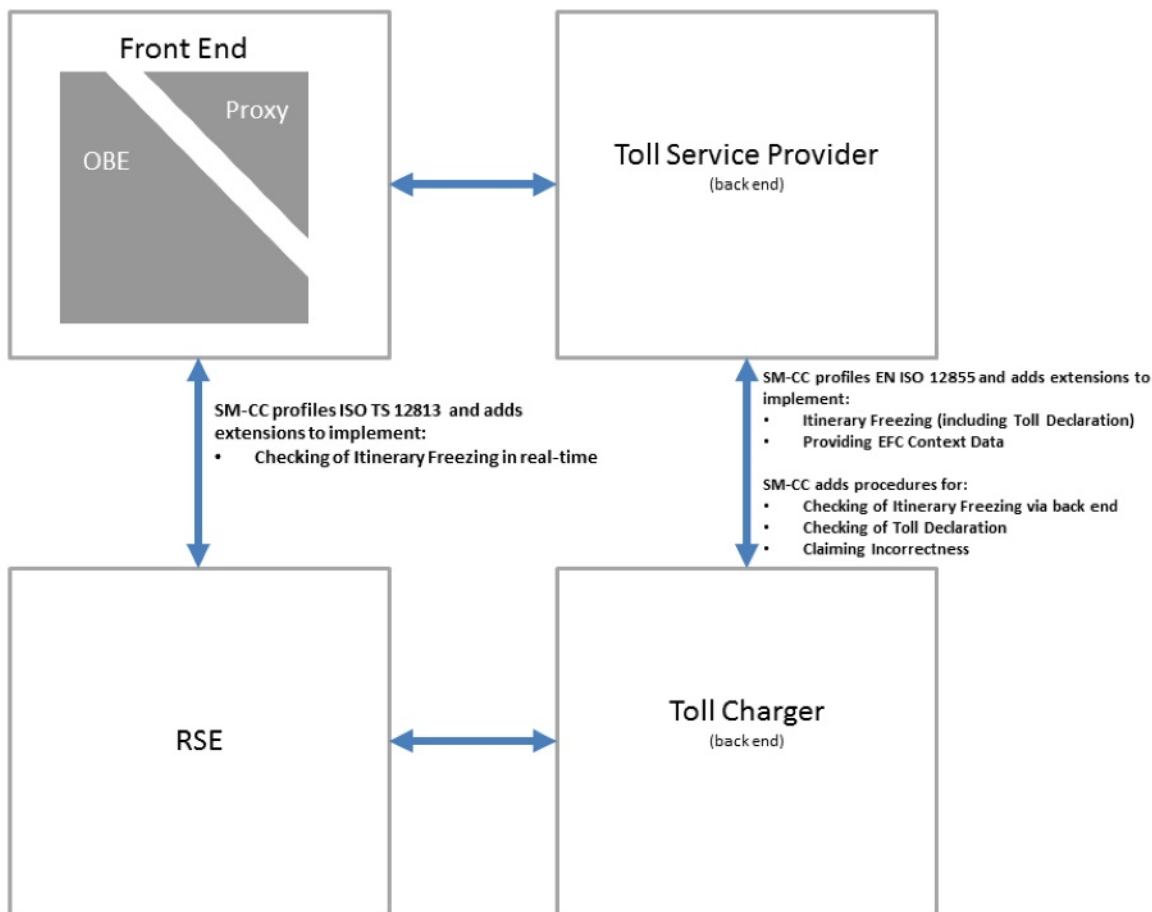 Front End
Proxy
OBE
Toll Service Provider
(back end)
SM-CC profiles ISO TS 12813 and adds
extensions to implement:
• Checking of Itinerary Freezing in real-time
SM-CC profiles EN ISO 12855 and adds extensions to
implement:
• Itinerary Freezing (including Toll Declaration)
• Providing EFC Context Data
SM-CC adds procedures for:
• Checking of Itinerary Freezing via back end
• Checking of Toll Declaration
• Claiming Incorrectness
RSE
Toll Charger
(back end)